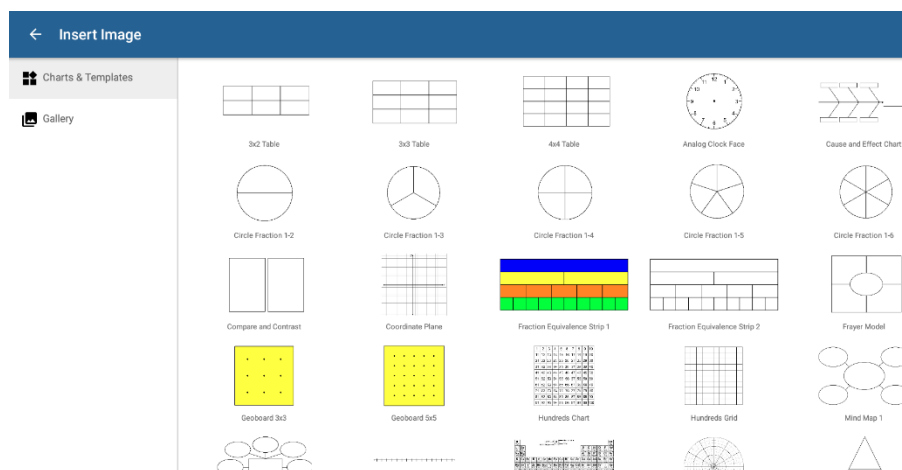 Insert Image
Charts & Templates
Gallery
3x2 Table
3x3 Table
4x4 Table
Analog Clock Face
Cause and Effect Chart
Circle Fraction 1-2
Circle Fraction 1-3
Circle Fraction 1-4
Circle Fraction 1-5
Circle Fraction 1-6
Compare and Contrast
Coordinate Plane
Fraction Equivalence Strip 1
Fraction Equivalence Strip 2
Frayer Model
Geoboard 3x3
Geoboard 5x5
Hundreds Chart
Hundreds Grid
Mind Map 1